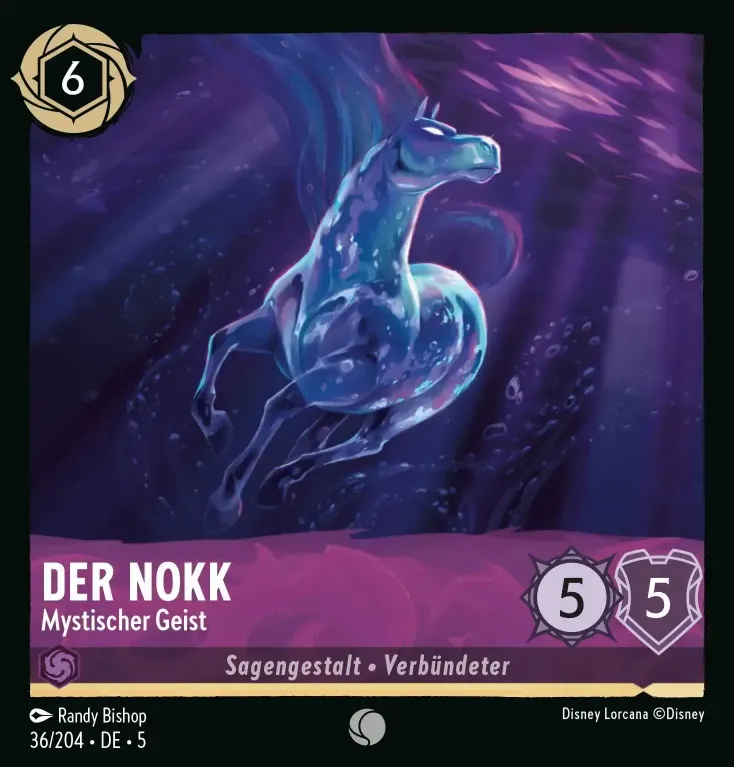 6
DER NOKK
Mystischer Geist
5 5
Sagengestalt • Verbündeter
Randy Bishop
Disney Lorcana ©Disney
36/204 • DE • 5